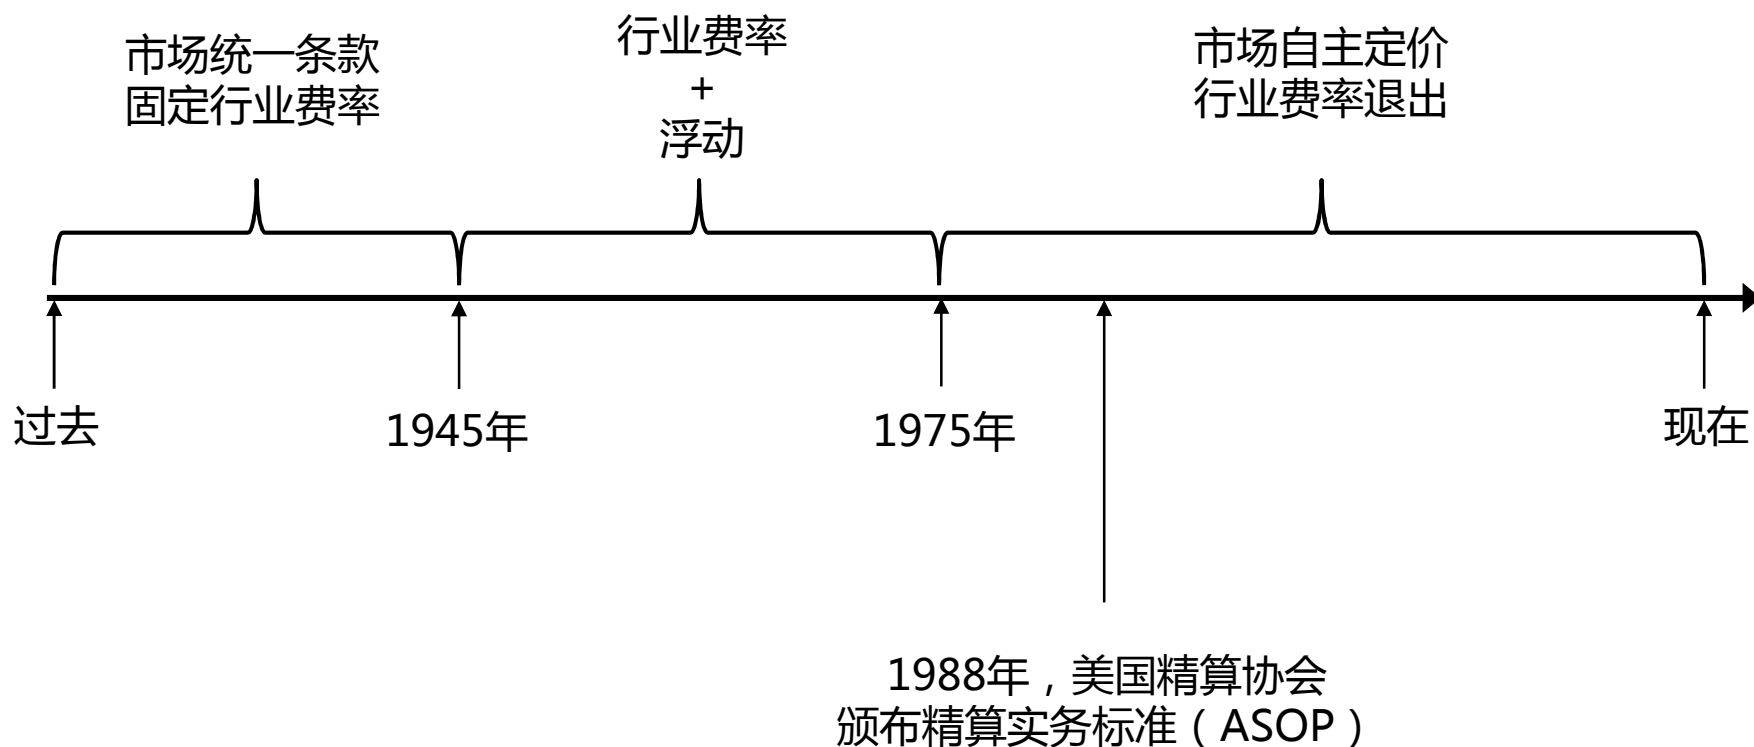 市场统一条款
固定行业费率
行业费率
+
浮动
市场自主定价
行业费率退出
过去
1945年
1975年
现在
1988年，美国精算协会
颁布精算实务标准（ASOP）